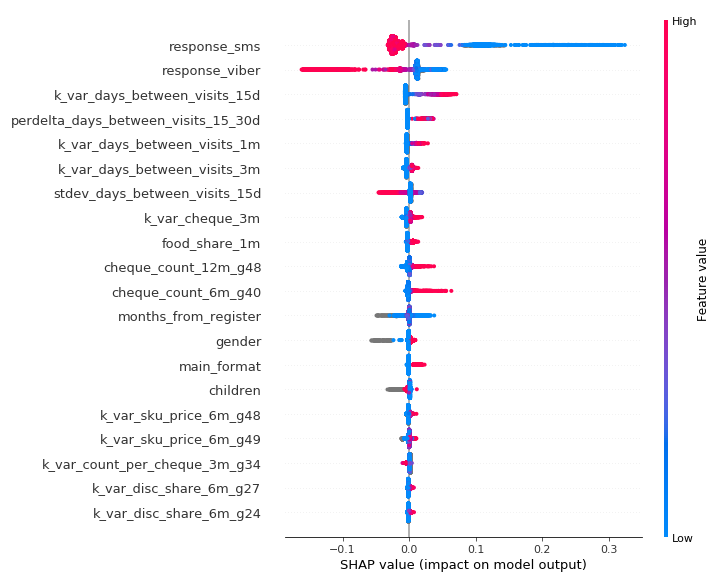 High
response_sms
response_viber
k_var_days_between_visits_15d
perdelta_days_between_visits_15_30d
k_var_days_between_visits_1m
k_var_days_between_visits_3m
stdev_days_between_visits_15d
k_var_cheque_3m
food_share_1m
cheque_count_12m_g48
cheque_count_6m_g40
months_from_register
gender
main_format
children
k_var_sku_price_6m_g48
k_var_sku_price_6m_g49
k_var_count_per_cheque_3m_g34
k_var_disc_share_6m_g27
k_var_disc_share_6m_g24
Feature value
Low
−0.1 0.0 0.1 0.2 0.3
SHAP value (impact on model output)